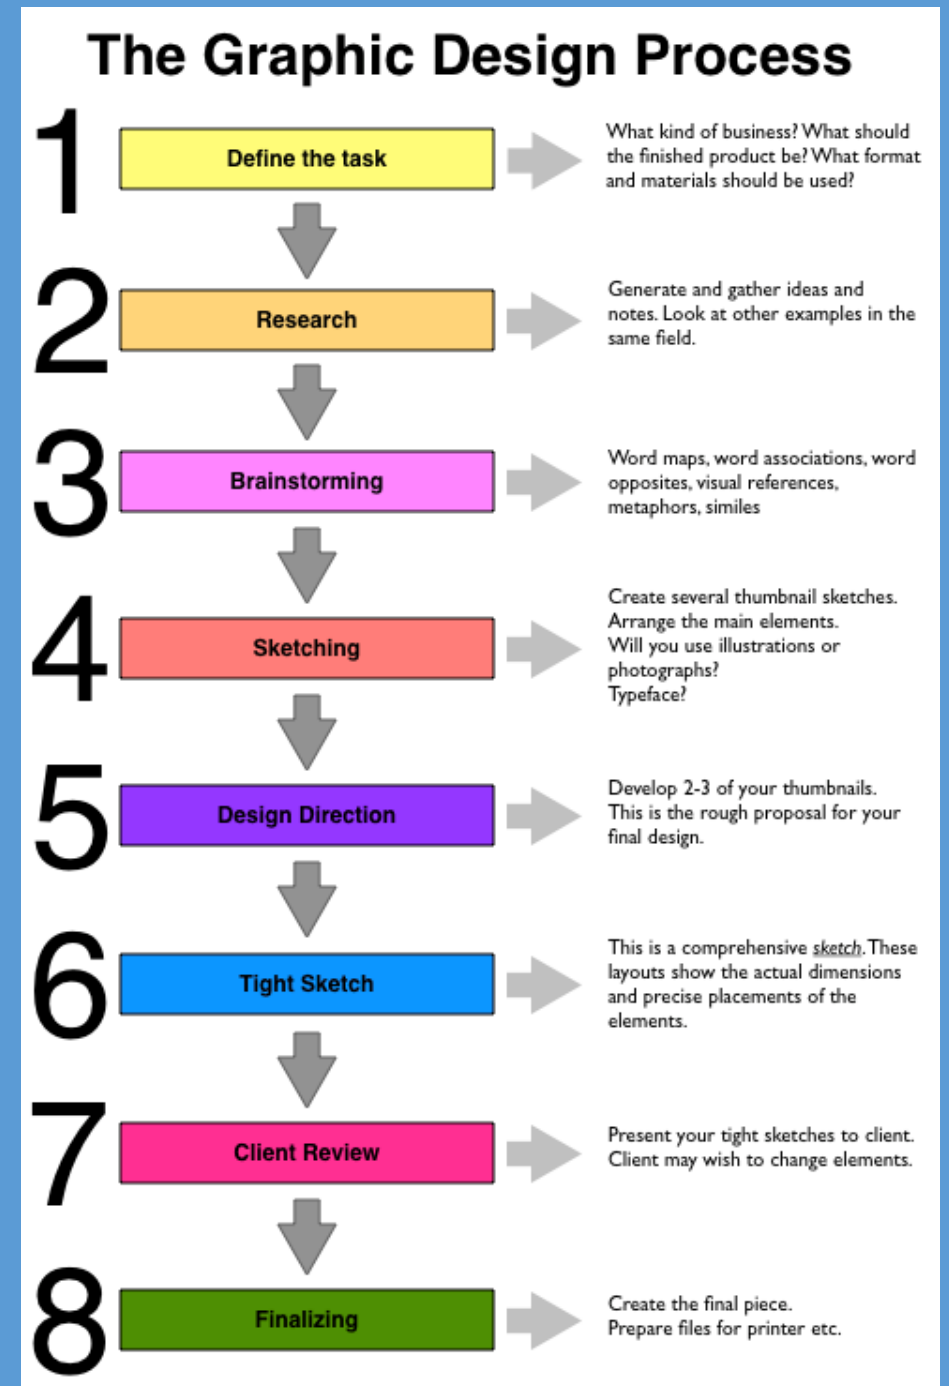 The Graphic Design Process
1
Define the task
What kind of business? What should
the finished product be? What format
and materials should be used?
2
Research
Generate and gather ideas and
notes. Look at other examples in the
same field.
3
Brainstorming
Word maps, word associations, word
opposites, visual references,
metaphors, similes
4
Sketching
Create several thumbnail sketches.
Arrange the main elements.
Will you use illustrations or
photographs?
Typeface?
5
Design Direction
Develop 2-3 of your thumbnails.
This is the rough proposal for your
final design.
6
Tight Sketch
This is a comprehensive sketch. These
layouts show the actual dimensions
and precise placements of the
elements.
7
Client Review
Present your tight sketches to client.
Client may wish to change elements.
8
Finalizing
Create the final piece.
Prepare files for printer etc.